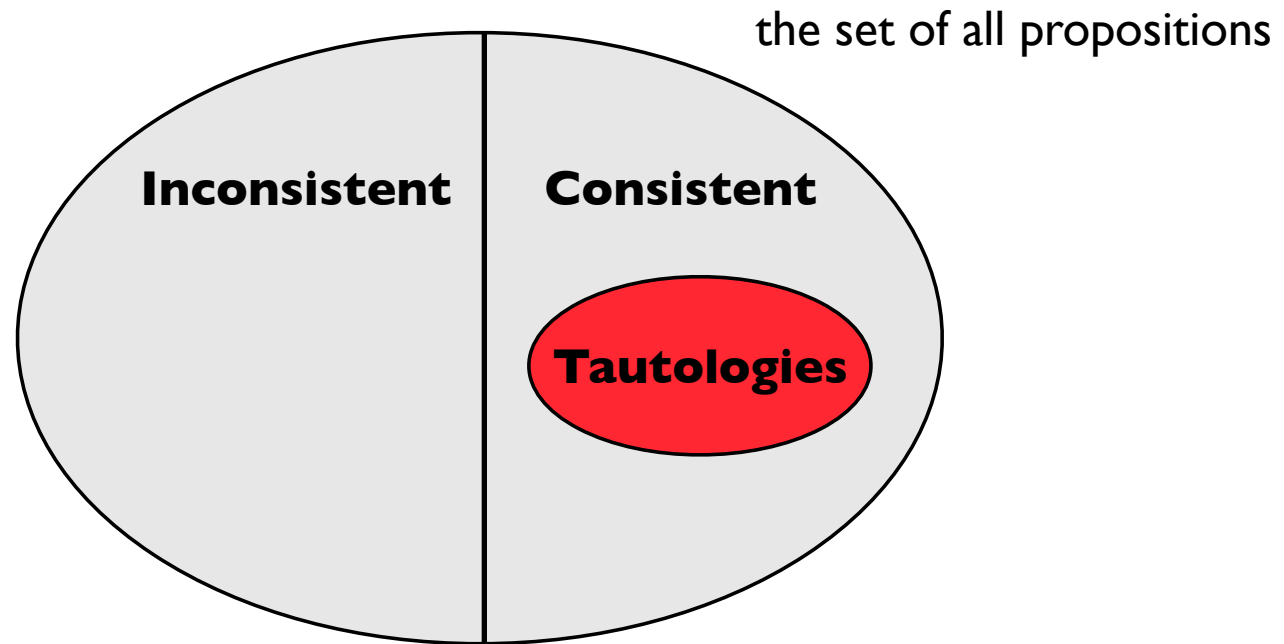 the set of all propositions
Inconsistent
Consistent
Tautologies